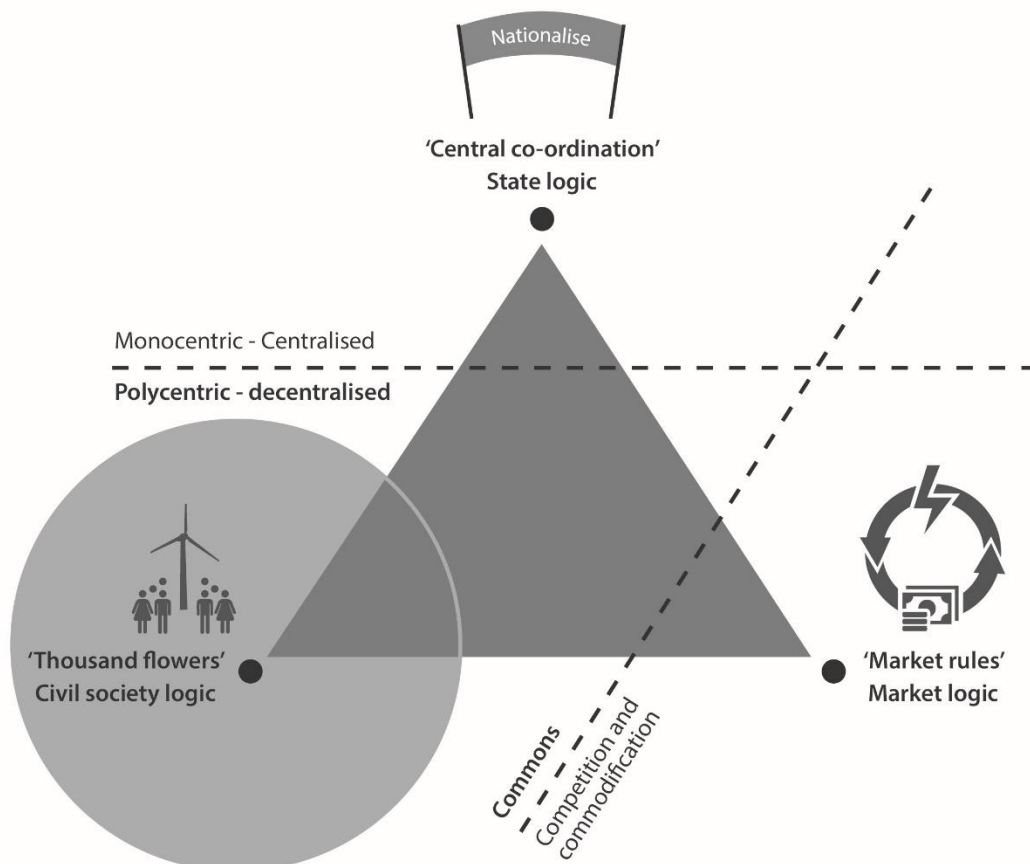 Nationalise
‘Central co-ordination’
State logic
Monocentric - Centralised
Polycentric - decentralised
‘Thousand flowers’
Civil society logic
‘Market rules’
Market logic
Commons
Competition and
commodification